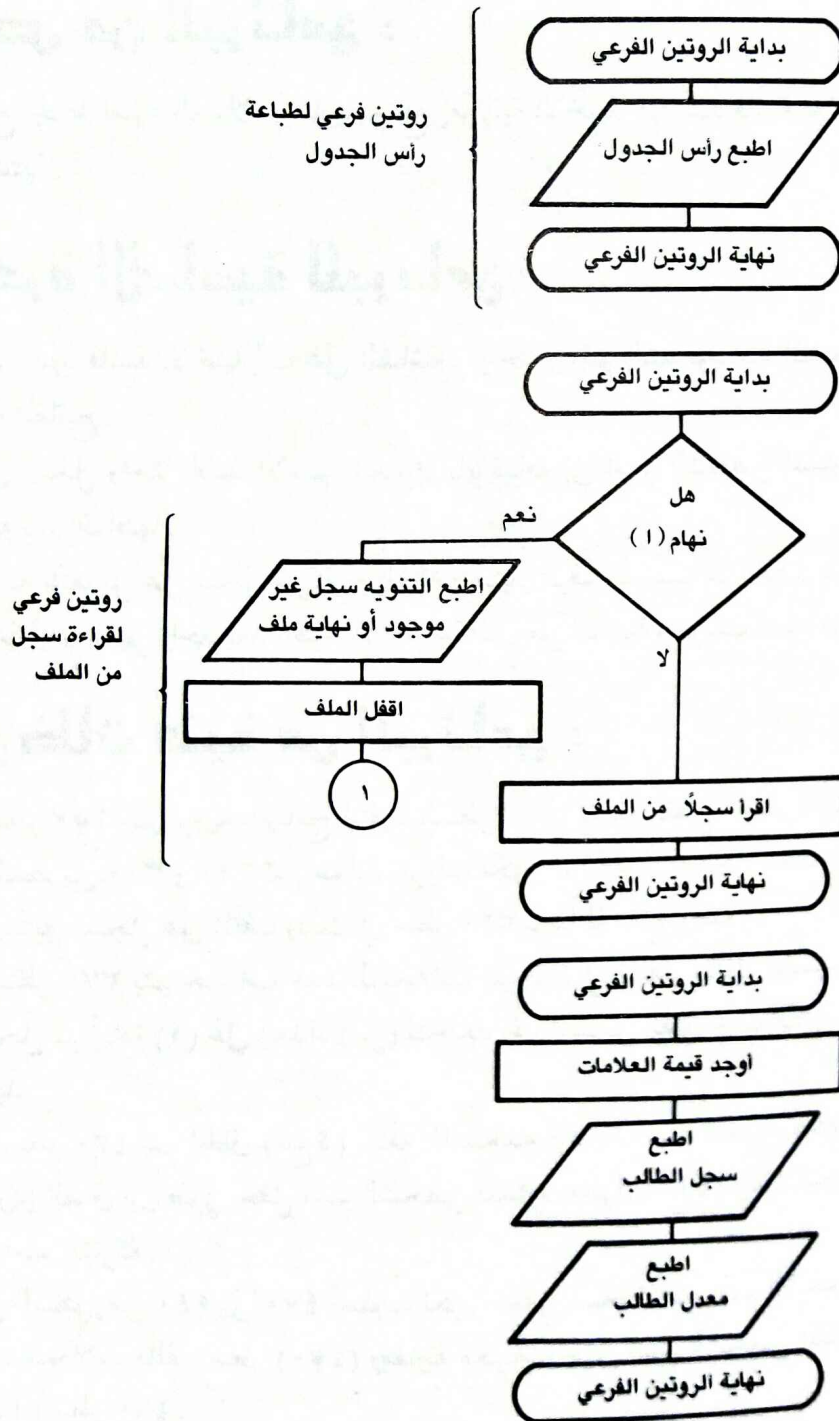 بداية الروتين الفرعي
روتين فرعي لطباعة
رأس الجدول
اطبع رأس الجدول
نهاية الروتين الفرعي
بداية الروتين الفرعي
هل
نهام (١)
نعم
لا
روتين فرعي
لقراءة سجل
من الملف
اطبع التنويه سجل غير
موجود أو نهاية ملف
اقفل الملف
١
اقرأ سجلًا من الملف
نهاية الروتين الفرعي
بداية الروتين الفرعي
أوجد قيمة العلامات
اطبع
سجل الطالب
اطبع
معدل الطالب
نهاية الروتين الفرعي